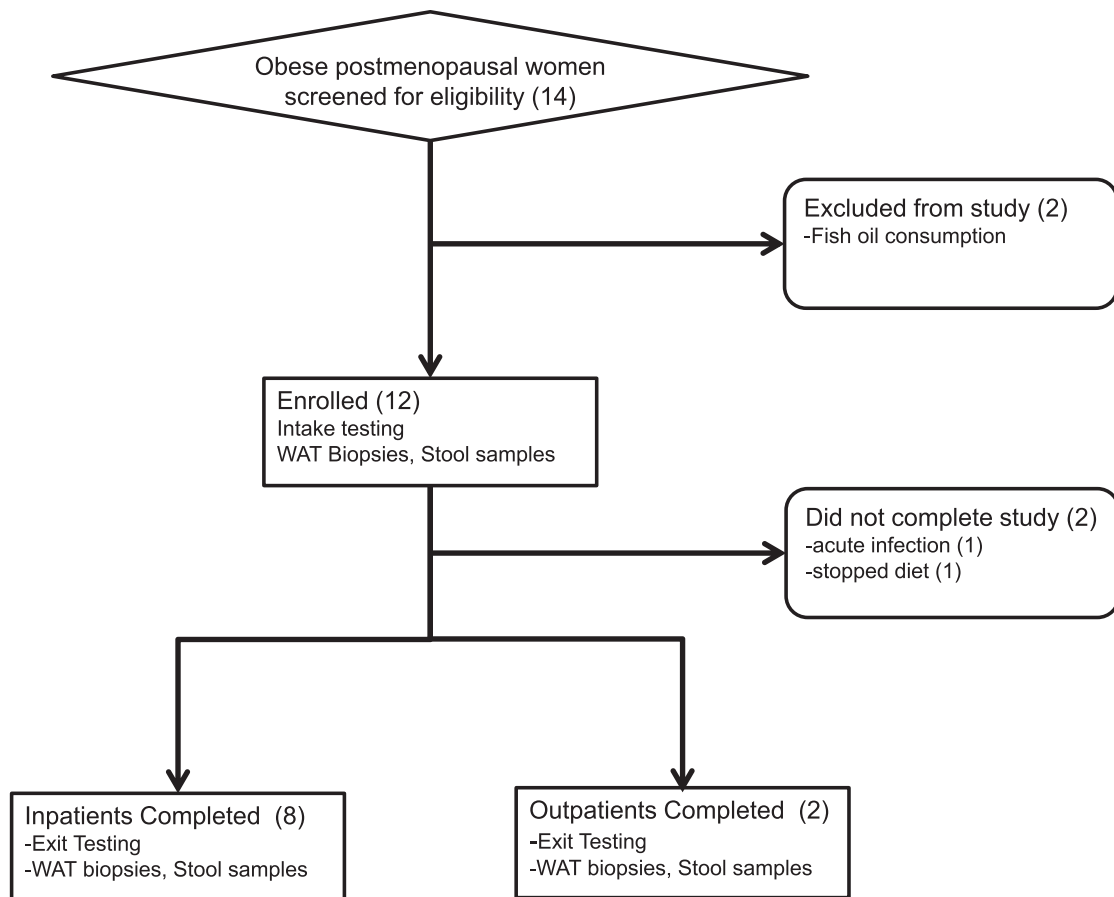 Obese postmenopausal women
screened for eligibility (14)
Excluded from study (2)
-Fish oil consumption
Enrolled (12)
Intake testing
WAT Biopsies, Stool samples
Did not complete study (2)
-acute infection (1)
-stopped diet (1)
Inpatients Completed  (8)
-Exit Testing
-WAT biopsies, Stool samples
Outpatients Completed  (2)
-Exit Testing
-WAT biopsies, Stool samples